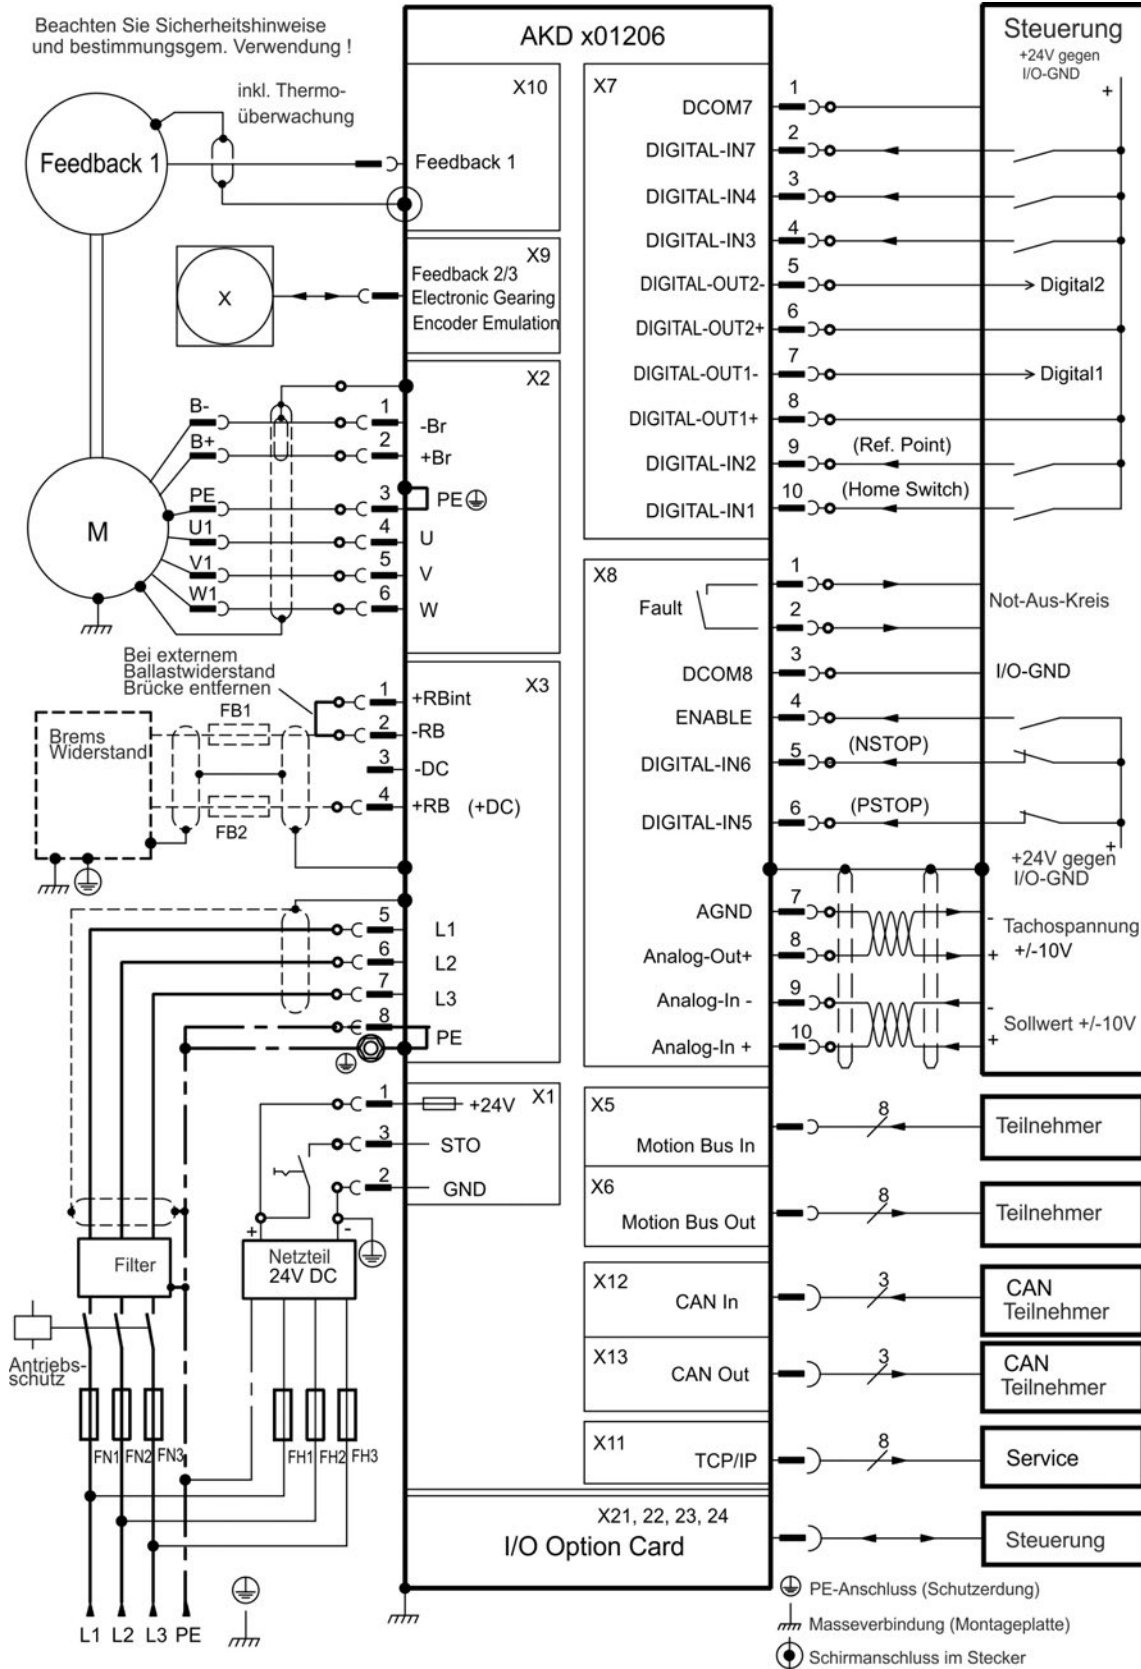 Beachten Sie Sicherheitshinweise
und bestimmungsgem. Verwendung !
AKD x01206
Steuerung
+24V gegen
I/O-GND
+
inkl. Thermo-
überwachung
Feedback 1
X10
Feedback 1
X
X9
Feedback 2/3
Electronic Gearing
Encoder Emulation
X2
B-
1
-Br
B+
2
+Br
PE
3
PE
U1
4
U
V1
5
V
W1
6
W
M
Bei externem
Ballastwiderstand
Brücke entfernen
X3
Brems
Widerstand
FB1
FB2
1
+RBint
2
-RB
3
-DC
4
+RB (+DC)
5
L1
6
L2
7
L3
8
PE
X1
1
+24V
3
STO
2
GND
+
-
Netzteil
24V DC
Filter
Antriebs-
schütz
FN1
FN2
FN3
FH1
FH2
FH3
L1
L2
L3
PE
X7
DCOM7
1
DIGITAL-IN7
2
DIGITAL-IN4
3
DIGITAL-IN3
4
DIGITAL-OUT2-
5
Digital2
DIGITAL-OUT2+
6
DIGITAL-OUT1-
7
Digital1
DIGITAL-OUT1+
8
DIGITAL-IN2
9
(Ref. Point)
DIGITAL-IN1
10
(Home Switch)
X8
Fault
1
2
Not-Aus-Kreis
DCOM8
3
I/O-GND
ENABLE
4
DIGITAL-IN6
5
(NSTOP)
DIGITAL-IN5
6
(PSTOP)
+
+24V gegen
I/O-GND
AGND
7
-
Tachospannung
+/-10V
Analog-Out+
8
+
Analog-In -
9
-
Sollwert +/-10V
Analog-In +
10
+
X5
Motion Bus In
8
Teilnehmer
X6
Motion Bus Out
8
Teilnehmer
X12
CAN In
3
CAN
Teilnehmer
X13
CAN Out
3
CAN
Teilnehmer
X11
TCP/IP
8
Service
X21, 22, 23, 24
I/O Option Card
Steuerung
PE-Anschluss (Schutzerdung)
Masseverbindung (Montageplatte)
Schirmanschluss im Stecker